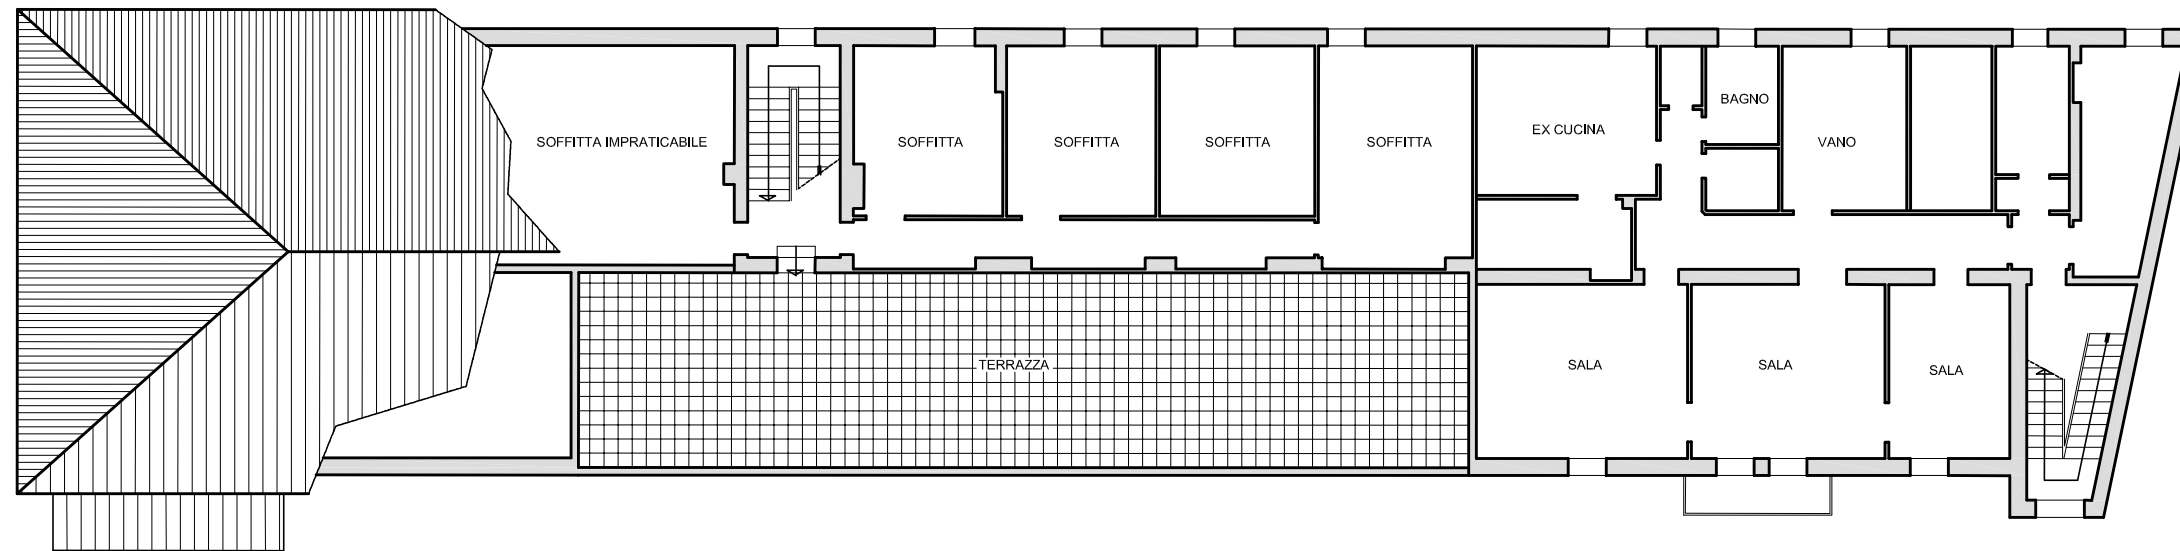 SOFFITTA IMPRATICABILE
SOFFITTA
SOFFITTA
SOFFITTA
SOFFITTA
EX CUCINA
BAGNO
VANO
TERRAZZA
SALA
SALA
SALA